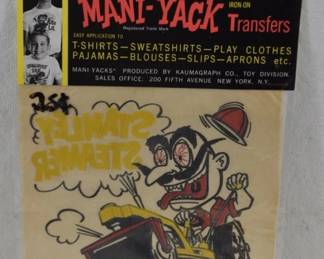 MANI-YACK
IRON-ON
Transfers
Registered Trade Mark
EASY APPLICATION TO
T-SHIRTS—SWEATSHIRTS—PLAY CLOTHES
PAJAMAS—BLOUSES—SLIPS—APRONS etc.
MANI-YACKS® PRODUCED BY KAUMAGRAPH CO., TOY DIVISION
SALES OFFICE: 200 FIFTH AVENUE NEW YORK, N.Y.
25¢
STANLEY
STEAMER